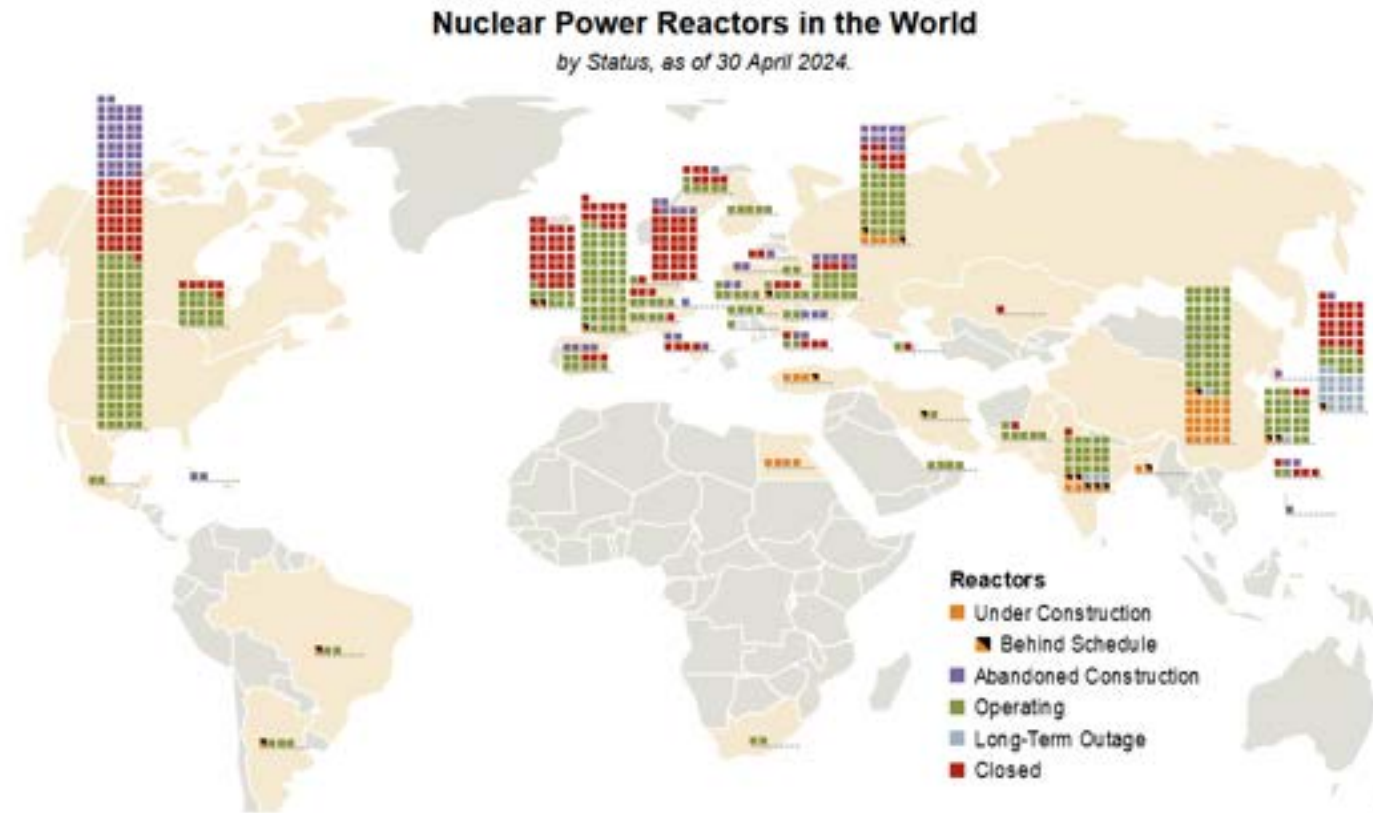 Nuclear Power Reactors in the World
by Status, as of 30 April 2024.
Reactors
Under Construction
Behind Schedule
Abandoned Construction
Operating
Long-Term Outage
Closed